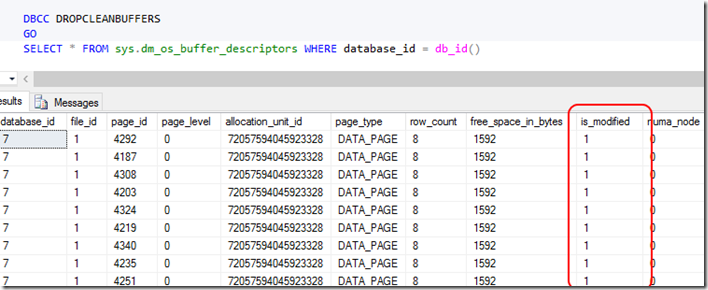 DBCC DROPCLEANBUFFERS
GO
SELECT * FROM sys.dm_os_buffer_descriptors WHERE database_id = db_id()
esults Messages
database_id file_id page_id page_level allocation_unit_id page_type row_count free_space_in_bytes is_modified numa_node
7 1 4292 0 72057594045923328 DATA_PAGE 8 1592 1 0
7 1 4187 0 72057594045923328 DATA_PAGE 8 1592 1 0
7 1 4308 0 72057594045923328 DATA_PAGE 8 1592 1 0
7 1 4203 0 72057594045923328 DATA_PAGE 8 1592 1 0
7 1 4324 0 72057594045923328 DATA_PAGE 8 1592 1 0
7 1 4219 0 72057594045923328 DATA_PAGE 8 1592 1 0
7 1 4340 0 72057594045923328 DATA_PAGE 8 1592 1 0
7 1 4235 0 72057594045923328 DATA_PAGE 8 1592 1 0
7 1 4251 0 72057594045923328 DATA_PAGE 8 1592 1 0